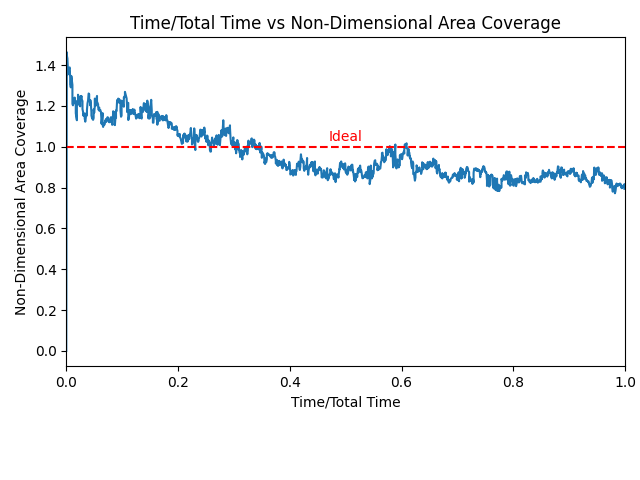 Time/Total Time vs Non-Dimensional Area Coverage
Non-Dimensional Area Coverage
1.4
1.2
1.0
0.8
0.6
0.4
0.2
0.0
Ideal
0.0 0.2 0.4 0.6 0.8 1.0
Time/Total Time